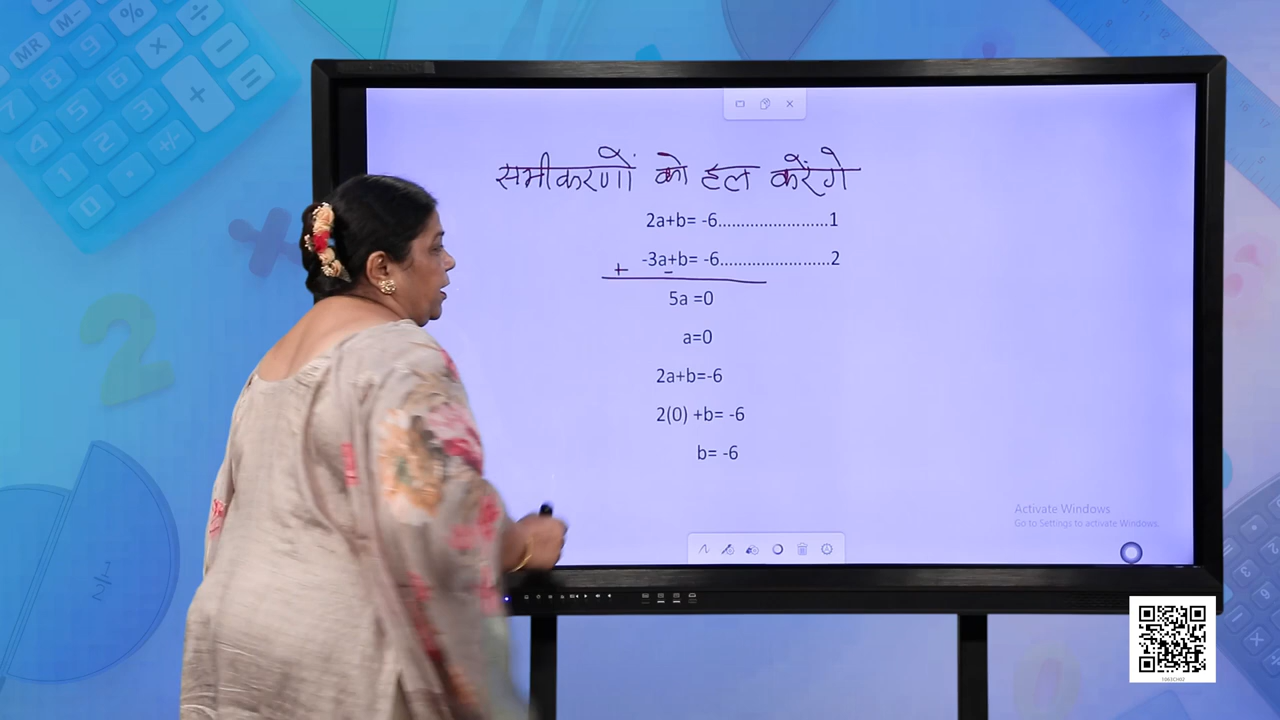 समीकरणों को हल करेंगे
2a+b= -6........................1
-3a+b= -6........................2
+ -
5a =0
a=0
2a+b=-6
2(0) +b= -6
b= -6
Activate Windows
Go to Settings to activate Windows.
1063CH02